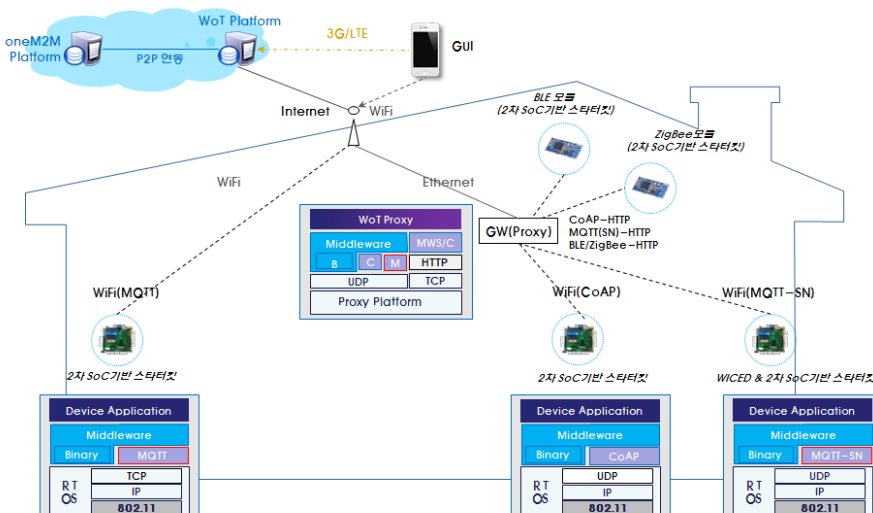 WoT Platform
oneM2M
Platform
P2P 연동
3G/LTE
GUI
Internet
WiFi
BLE 모듈
(2차 SoC기반 스타터킷)
ZigBee모듈
(2차 SoC기반 스타터킷)
WiFi
Ethernet
WoT Proxy
Middleware
MWS/C
B
C
M
HTTP
UDP
TCP
Proxy Platform
GW(Proxy)
CoAP-HTTP
MQTT(SN)-HTTP
BLE/ZigBee-HTTP
WiFi(MQTT)
WiFi(CoAP)
WiFi(MQTT-SN)
2차 SoC기반 스타터킷
2차 SoC기반 스타터킷
WICED & 2차 SoC기반 스타터킷
Device Application
Middleware
Binary
MQTT
RT
OS
TCP
IP
802.11
Device Application
Middleware
Binary
CoAP
RT
OS
UDP
IP
802.11
Device Application
Middleware
Binary
MQTT-SN
RT
OS
UDP
IP
802.11